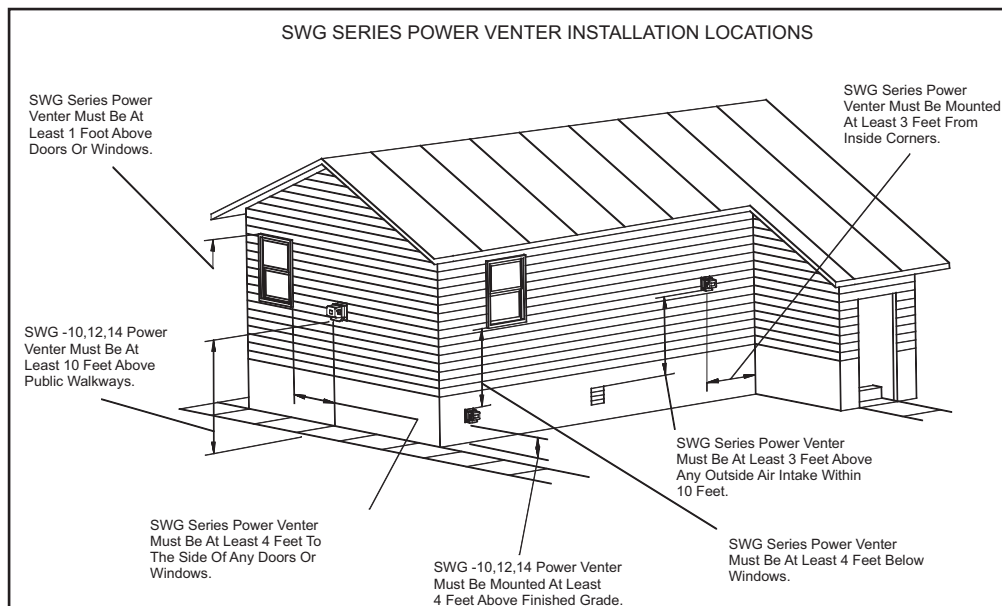 SWG SERIES POWER VENTER INSTALLATION LOCATIONS
SWG Series Power
Venter Must Be At
Least 1 Foot Above
Doors Or Windows.
SWG Series Power
Venter Must Be Mounted
At Least 3 Feet From
Inside Corners.
SWG -10,12,14 Power
Venter Must Be At
Least 10 Feet Above
Public Walkways.
SWG Series Power Venter
Must Be At Least 3 Feet Above
Any Outside Air Intake Within
10 Feet.
SWG Series Power Venter
Must Be At Least 4 Feet To
The Side Of Any Doors Or
Windows.
SWG -10,12,14 Power Venter
Must Be Mounted At Least
4 Feet Above Finished Grade.
SWG Series Power Venter
Must Be At Least 4 Feet Below
Windows.